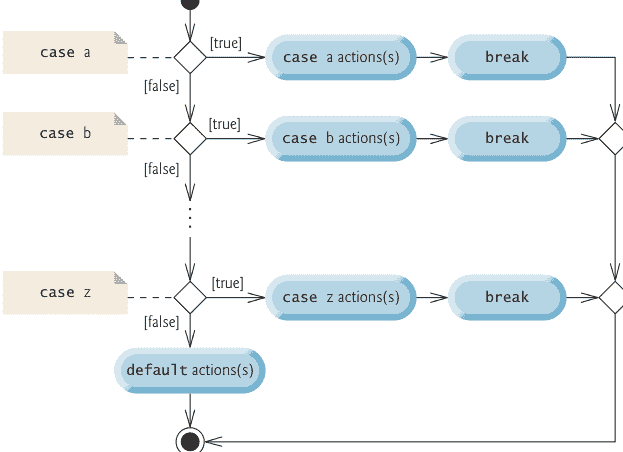 case a
[true]
case a actions(s)
break
[false]
case b
[true]
case b actions(s)
break
[false]
case z
[true]
case z actions(s)
break
[false]
default actions(s)